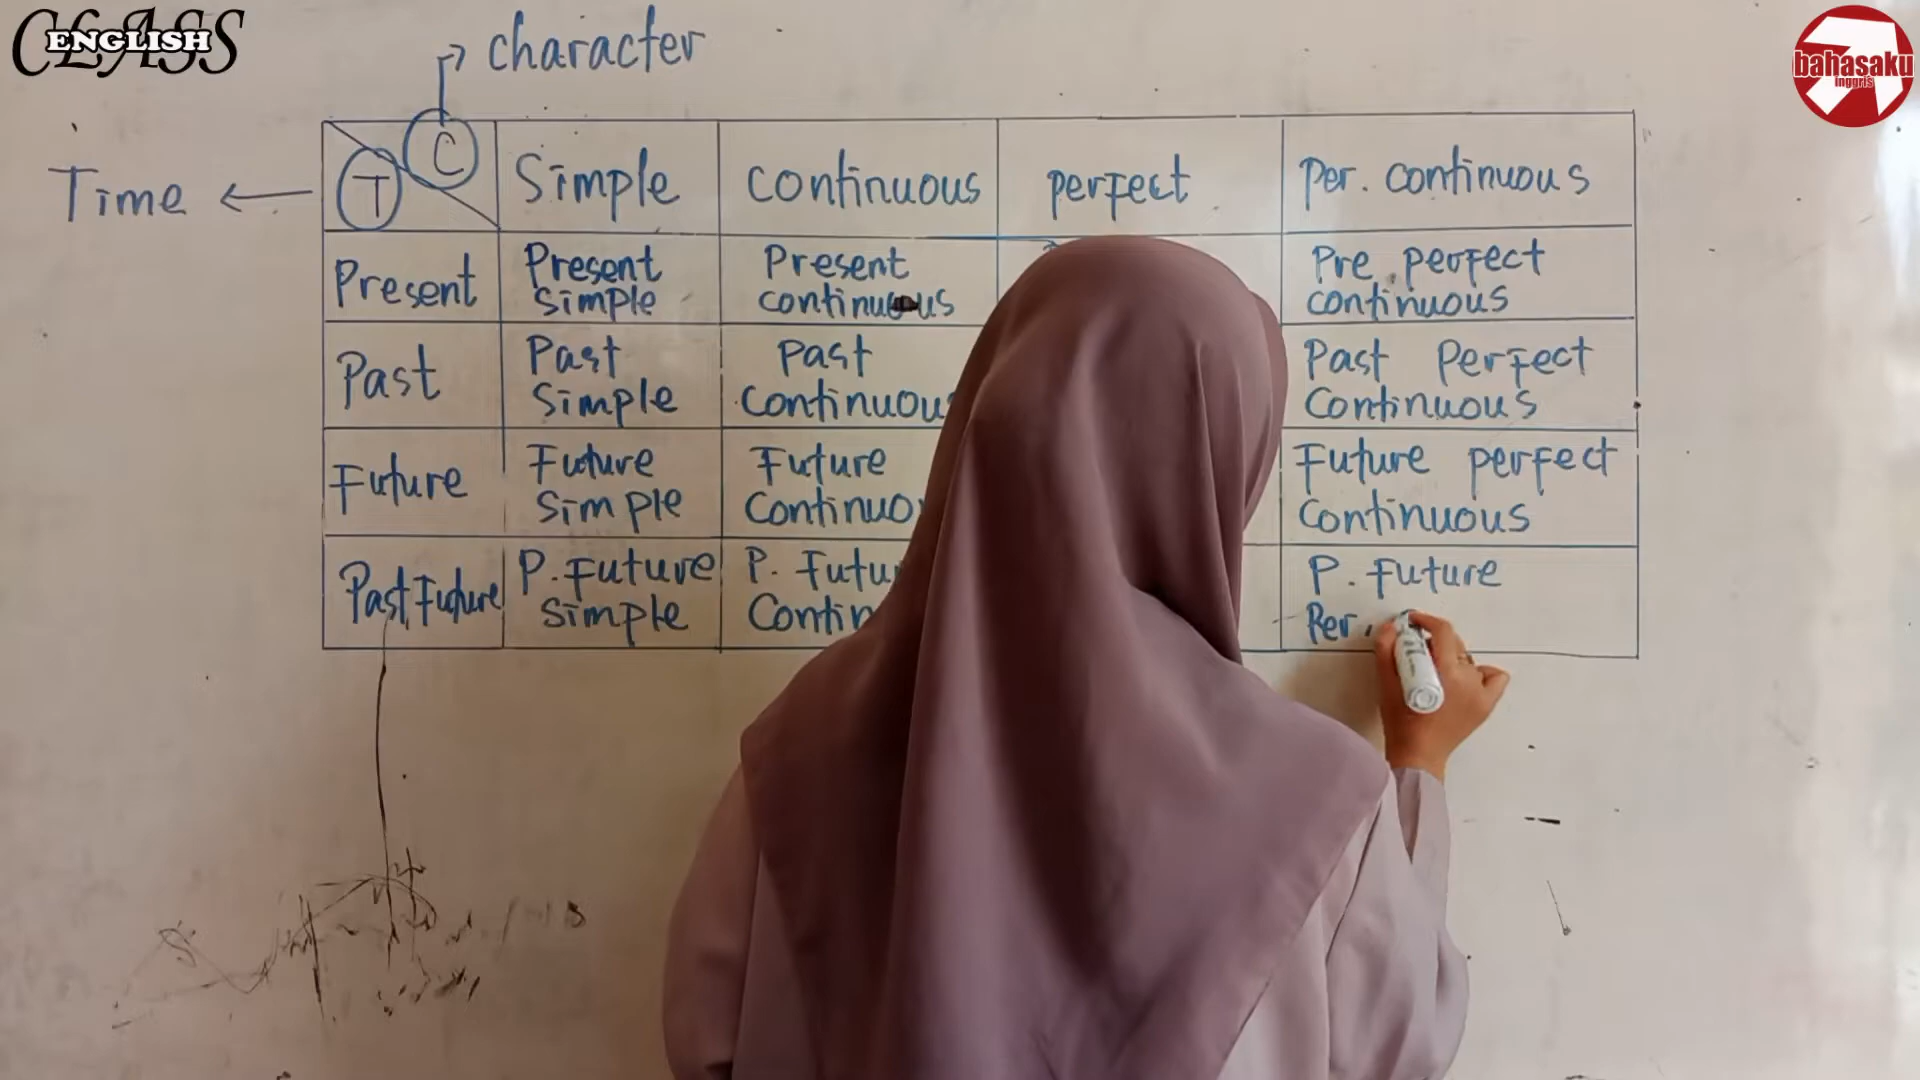 CLASS
ENGLISH
bahasaku
inggris
character
Time
T
C
Simple
continuous
perfect
Per. continuous
Present
Present
simple
Present
continuous
Pre perfect
continuous
Past
Past
Simple
past
Continuous
Past Perfect
Continuous
Future
Future
Simple
Future
Continuo
Future perfect
Continuous
Past Future
P. Future
Simple
P. Futu
Contin
P. Future
Per.